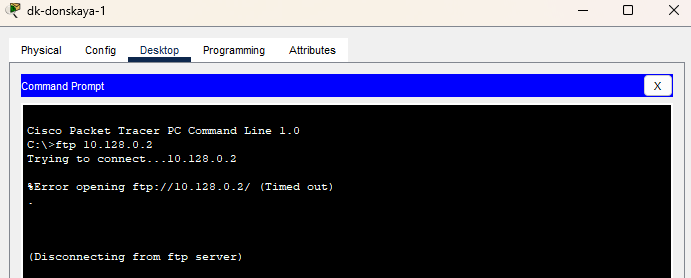 dk-donskaya-1
Physical Config Desktop Programming Attributes
Command Prompt X
Cisco Packet Tracer PC Command Line 1.0
C:\>ftp 10.128.0.2
Trying to connect...10.128.0.2
%Error opening ftp://10.128.0.2/ (Timed out)
.
(Disconnecting from ftp server)